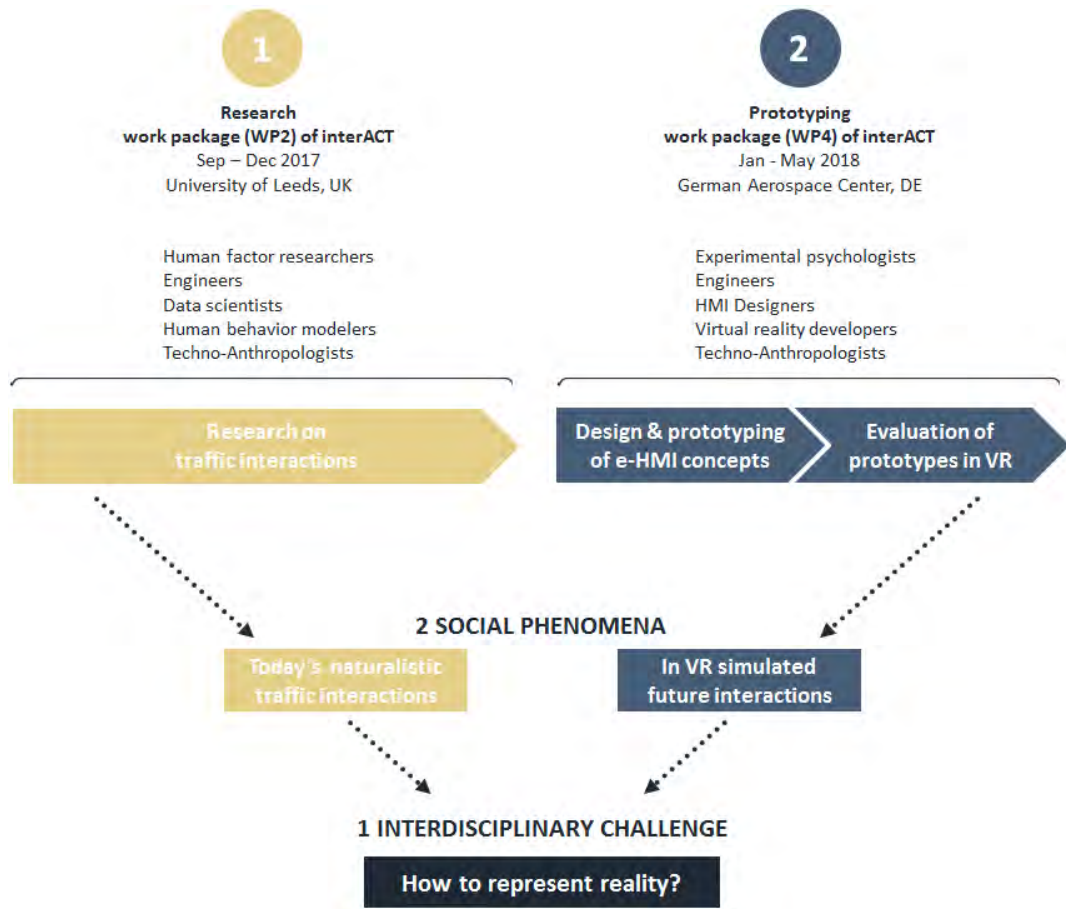 1
Research
work package (WP2) of interACT
Sep – Dec 2017
University of Leeds, UK
Human factor researchers
Engineers
Data scientists
Human behavior modelers
Techno-Anthropologists
Research on
traffic interactions
2
Prototyping
work package (WP4) of interACT
Jan - May 2018
German Aerospace Center, DE
Experimental psychologists
Engineers
HMI Designers
Virtual reality developers
Techno-Anthropologists
Design & prototyping
of e-HMI concepts
Evaluation of
prototypes in VR
2 SOCIAL PHENOMENA
Today's naturalistic
traffic interactions
In VR simulated
future interactions
1 INTERDISCIPLINARY CHALLENGE
How to represent reality?